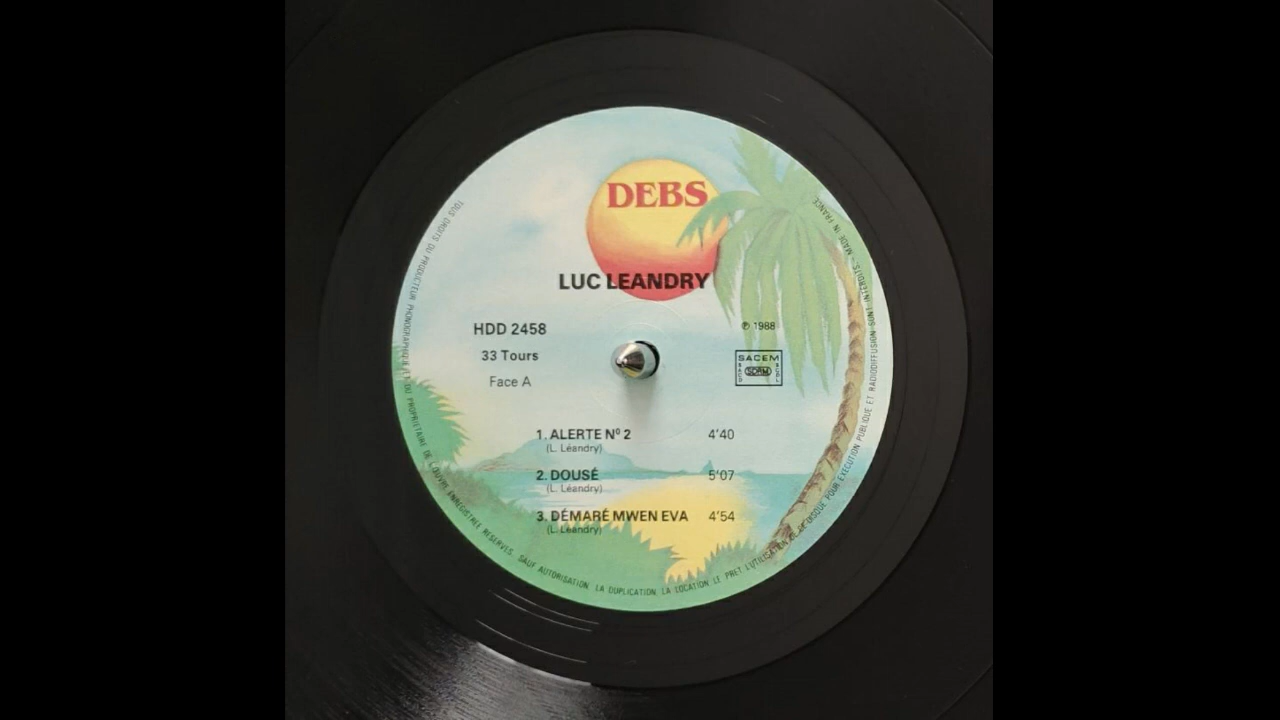 DEBS
LUC LEANDRY
HDD 2458
℗ 1988
33 Tours
SACEM
SDRM
SACD
SCDL
Face A
1. ALERTE Nº 2 4'40
(L. Léandry)
2. DOUSÉ 5'07
(L. Léandry)
3. DÉMARÉ MWEN EVA 4'54
(L. Léandry)
TOUS DROITS DU PRODUCTEUR PHONOGRAPHIQUE ET DU PROPRIETAIRE DE L'OEUVRE ENREGISTREE RESERVES. SAUF AUTORISATION, LA DUPLICATION, LA LOCATION LE PRET, L'UTILISATION DE CE DISQUE POUR EXECUTION PUBLIQUE ET RADIODIFFUSION SONT INTERDITS - MADE IN FRANCE